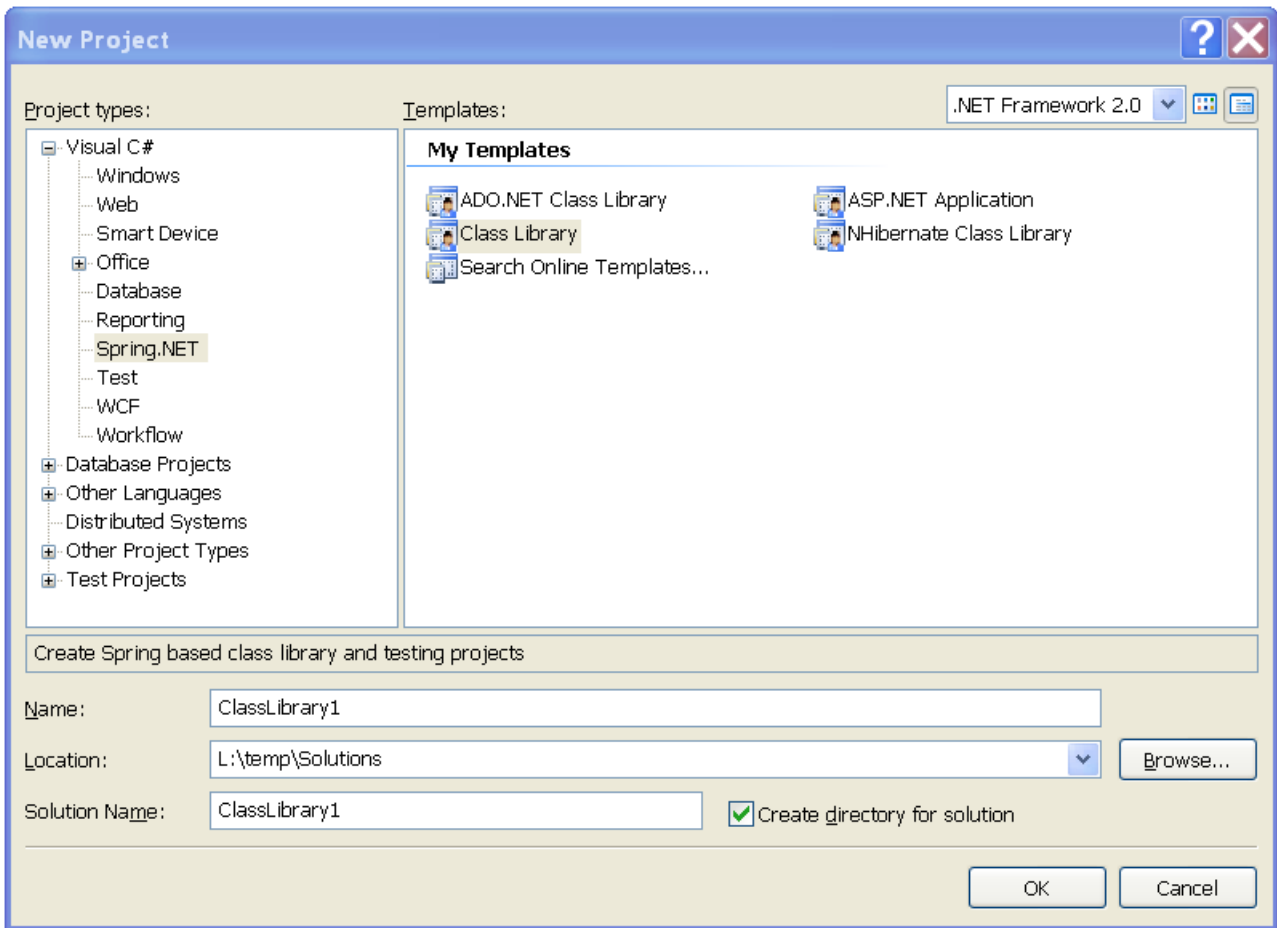 New Project
Project types:
Templates:
.NET Framework 2.0
Visual C#
Windows
Web
Smart Device
Office
Database
Reporting
Spring.NET
Test
WCF
Workflow
Database Projects
Other Languages
Distributed Systems
Other Project Types
Test Projects
My Templates
ADO.NET Class Library
ASP.NET Application
Class Library
NHibernate Class Library
Search Online Templates...
Create Spring based class library and testing projects
Name:
ClassLibrary1
Location:
L:\temp\Solutions
Browse...
Solution Name:
ClassLibrary1
Create directory for solution
OK
Cancel